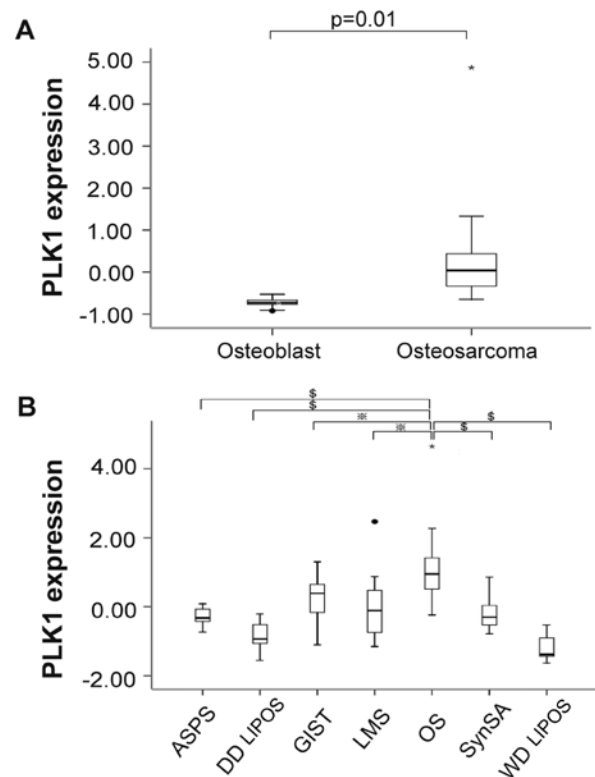 A
p=0.01
PLK1 expression
5.00
4.00
3.00
2.00
1.00
0.00
-1.00
*
Osteoblast
Osteosarcoma
B
$
$
※
$
※
$
*
PLK1 expression
4.00
2.00
0.00
-2.00
ASPS
DD LIPOS
GIST
LMS
OS
SynSA
WD LIPOS